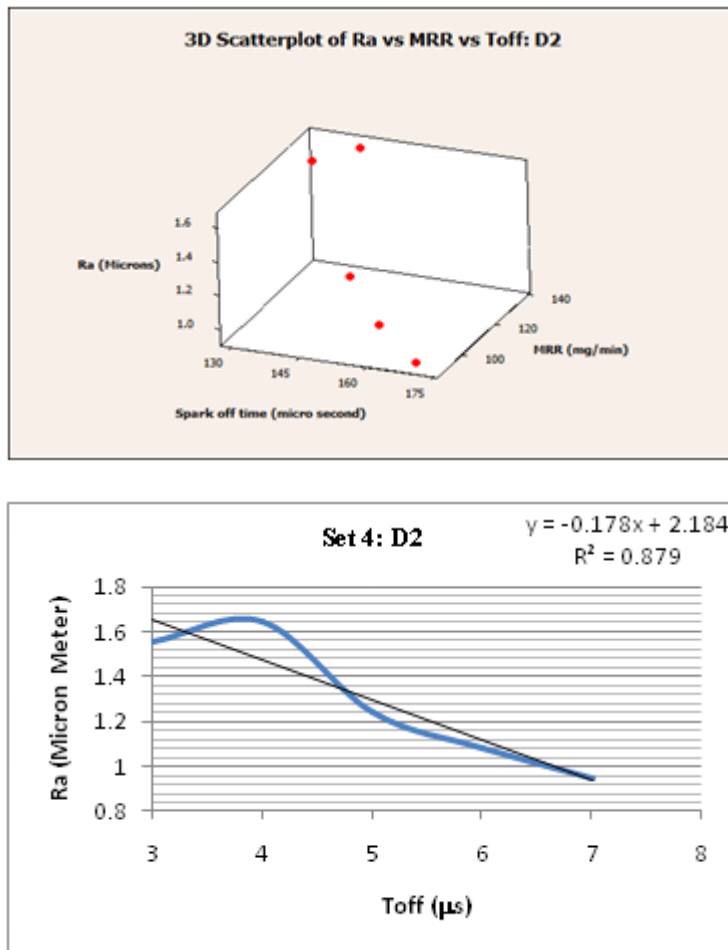 3D Scatterplot of Ra vs MRR vs Toff: D2
1.6
1.4
Ra (Microns)
1.2
1.0
130
145
160
175
100
120
140
MRR (mg/min)
Spark off time (micro second)
Set 4: D2
y = -0.178x + 2.184
R² = 0.879
Ra (Micron Meter)
1.8
1.6
1.4
1.2
1
0.8
3 4 5 6 7 8
Toff (µs)